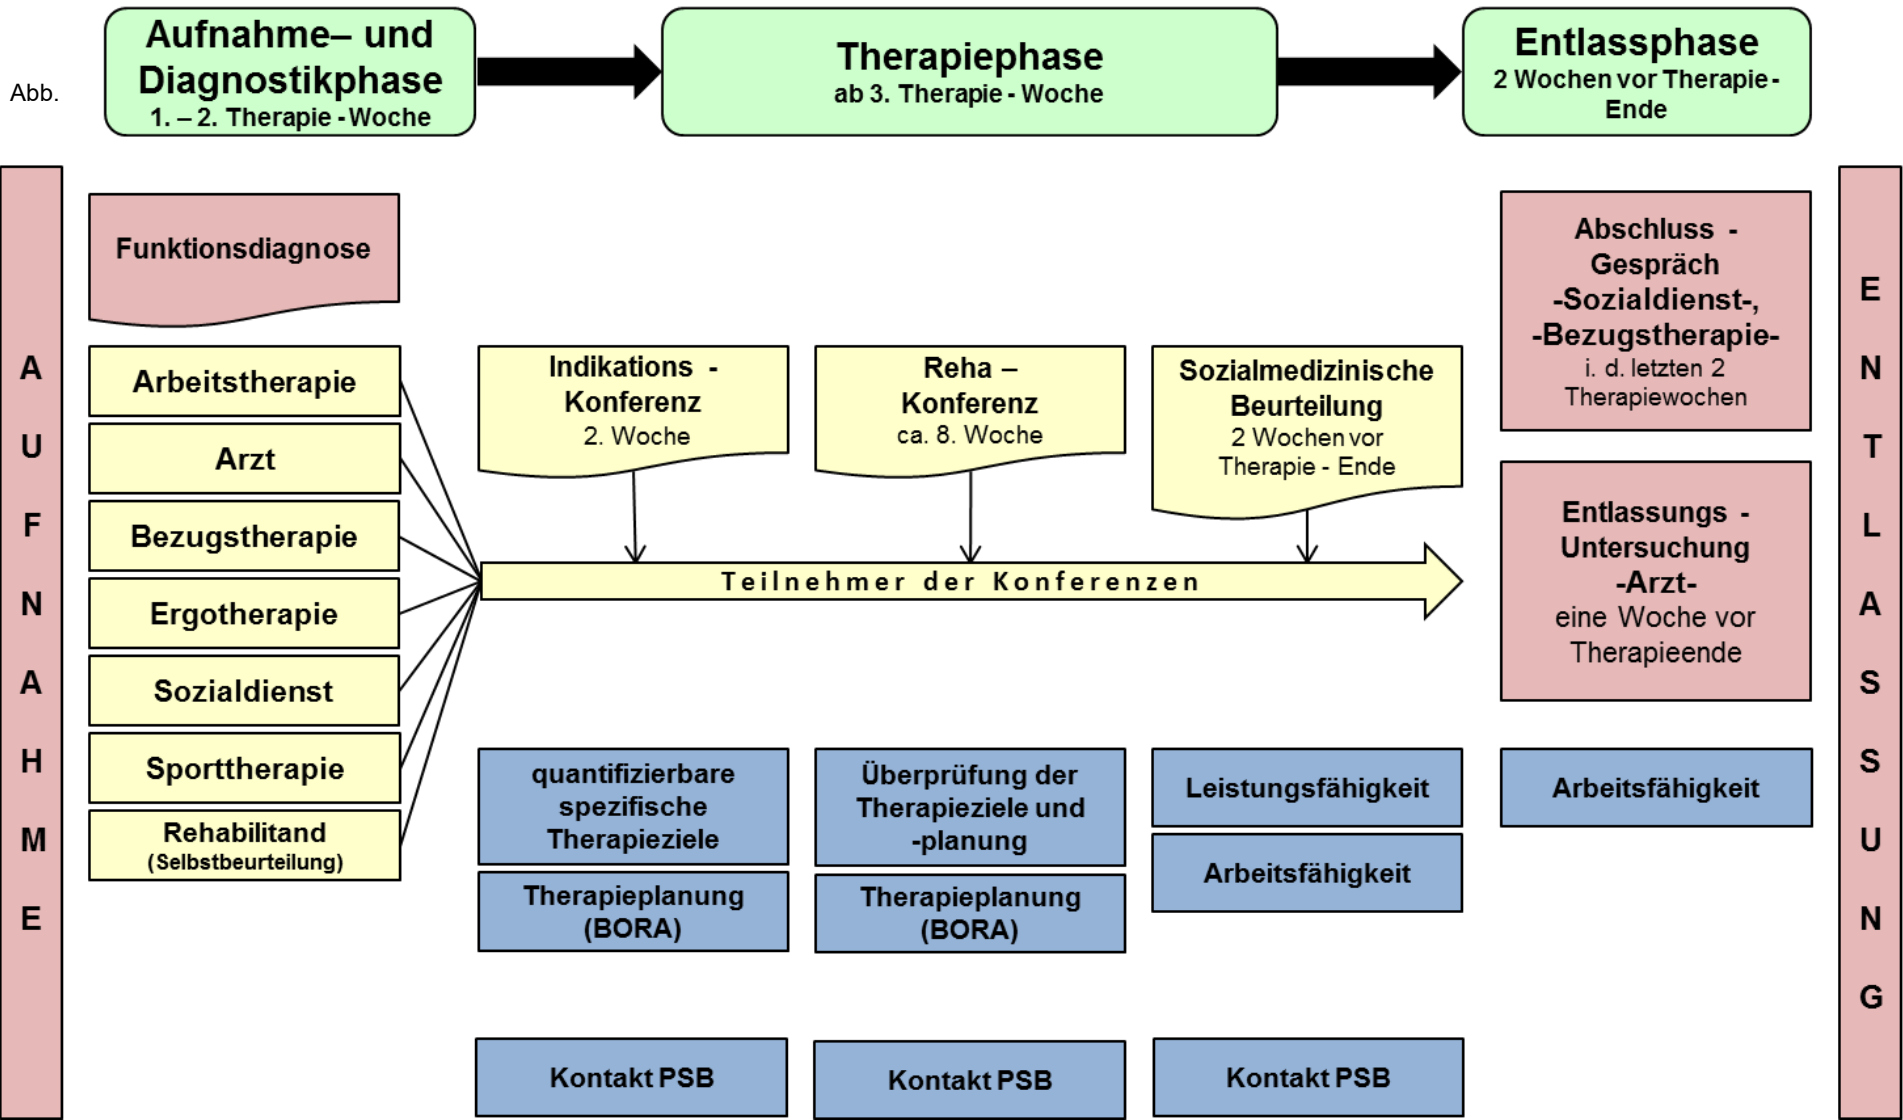 Abb.
Aufnahme– und
Diagnostikphase
1. – 2. Therapie - Woche
Therapiephase
ab 3. Therapie - Woche
Entlassphase
2 Wochen vor Therapie -
Ende
A
U
F
N
A
H
M
E
Funktionsdiagnose
Arbeitstherapie
Arzt
Bezugstherapie
Ergotherapie
Sozialdienst
Sporttherapie
Rehabilitand
(Selbstbeurteilung)
Indikations -
Konferenz
2. Woche
Reha –
Konferenz
ca. 8. Woche
Sozialmedizinische
Beurteilung
2 Wochen vor
Therapie - Ende
Teilnehmer der Konferenzen
quantifizierbare
spezifische
Therapieziele
Therapieplanung
(BORA)
Überprüfung der
Therapieziele und
-planung
Therapieplanung
(BORA)
Leistungsfähigkeit
Arbeitsfähigkeit
Kontakt PSB
Kontakt PSB
Kontakt PSB
Abschluss -
Gespräch
-Sozialdienst-,
-Bezugstherapie-
i. d. letzten 2
Therapiewochen
Entlassungs -
Untersuchung
-Arzt-
eine Woche vor
Therapieende
Arbeitsfähigkeit
E
N
T
L
A
S
S
U
N
G